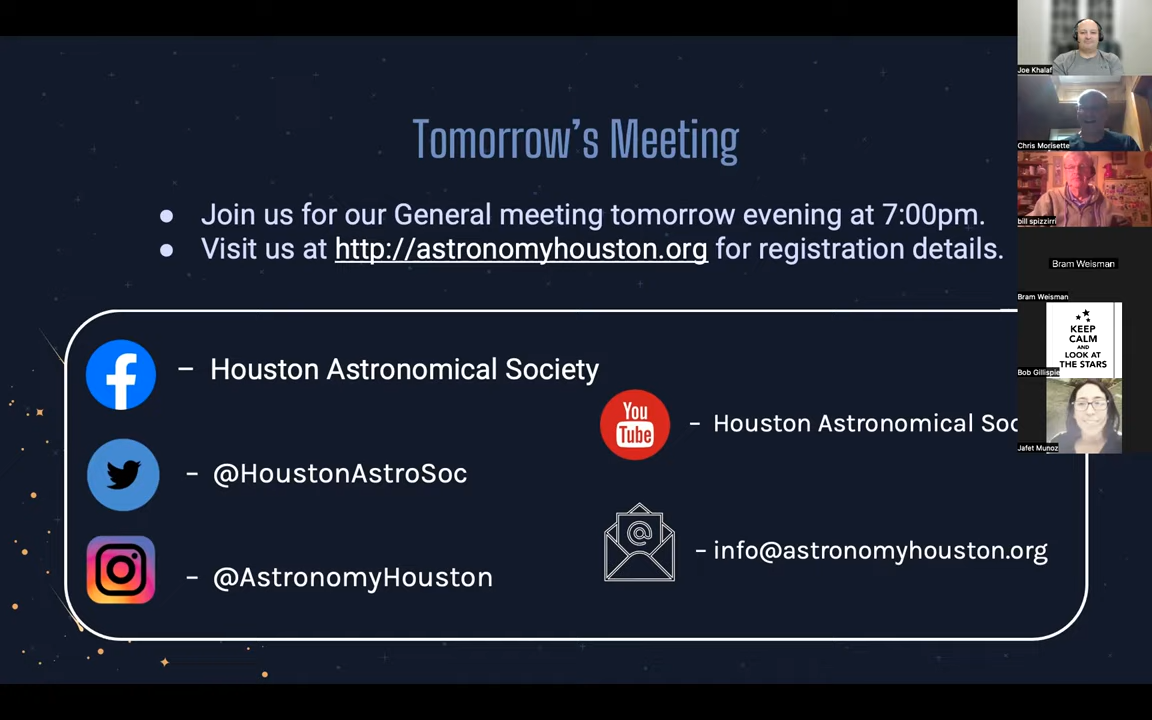 Tomorrow's Meeting
● Join us for our General meeting tomorrow evening at 7:00pm.
● Visit us at http://astronomyhouston.org for registration details.
– Houston Astronomical Society
– @HoustonAstroSoc
– @AstronomyHouston
You
Tube
– Houston Astronomical Soc
@
– info@astronomyhouston.org
Joe Khalaf
Chris Morisette
bill spizzirri
Bram Weisman
Bram Weisman
KEEP
CALM
AND
LOOK AT
THE STARS
Bob Gillispie
Jafet Munoz